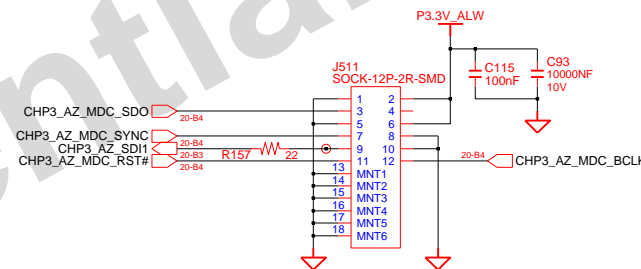 P3.3V_ALW
J511
SOCK-12P-2R-SMD
C115
100nF
C93
10000NF
10V
CHP3_AZ_MDC_SDO
20-B4
CHP3_AZ_MDC_SYNC
20-B4
CHP3_AZ_SDI1
20-B3
CHP3_AZ_MDC_RST#
20-B4
R157
22
1 2
3 4
5 6
7 8
9 10
11 12
13 MNT1
14 MNT2
15 MNT3
16 MNT4
17 MNT5
18 MNT6
20-B4
CHP3_AZ_MDC_BCLK